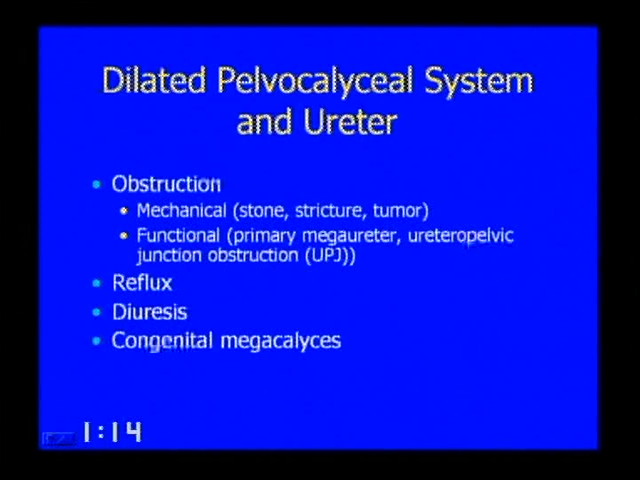 Dilated Pelvocalyceal System
and Ureter
• Obstruction
• Mechanical (stone, stricture, tumor)
• Functional (primary megaureter, ureteropelvic
junction obstruction (UPJ))
• Reflux
• Diuresis
• Congenital megacalyces
1:14